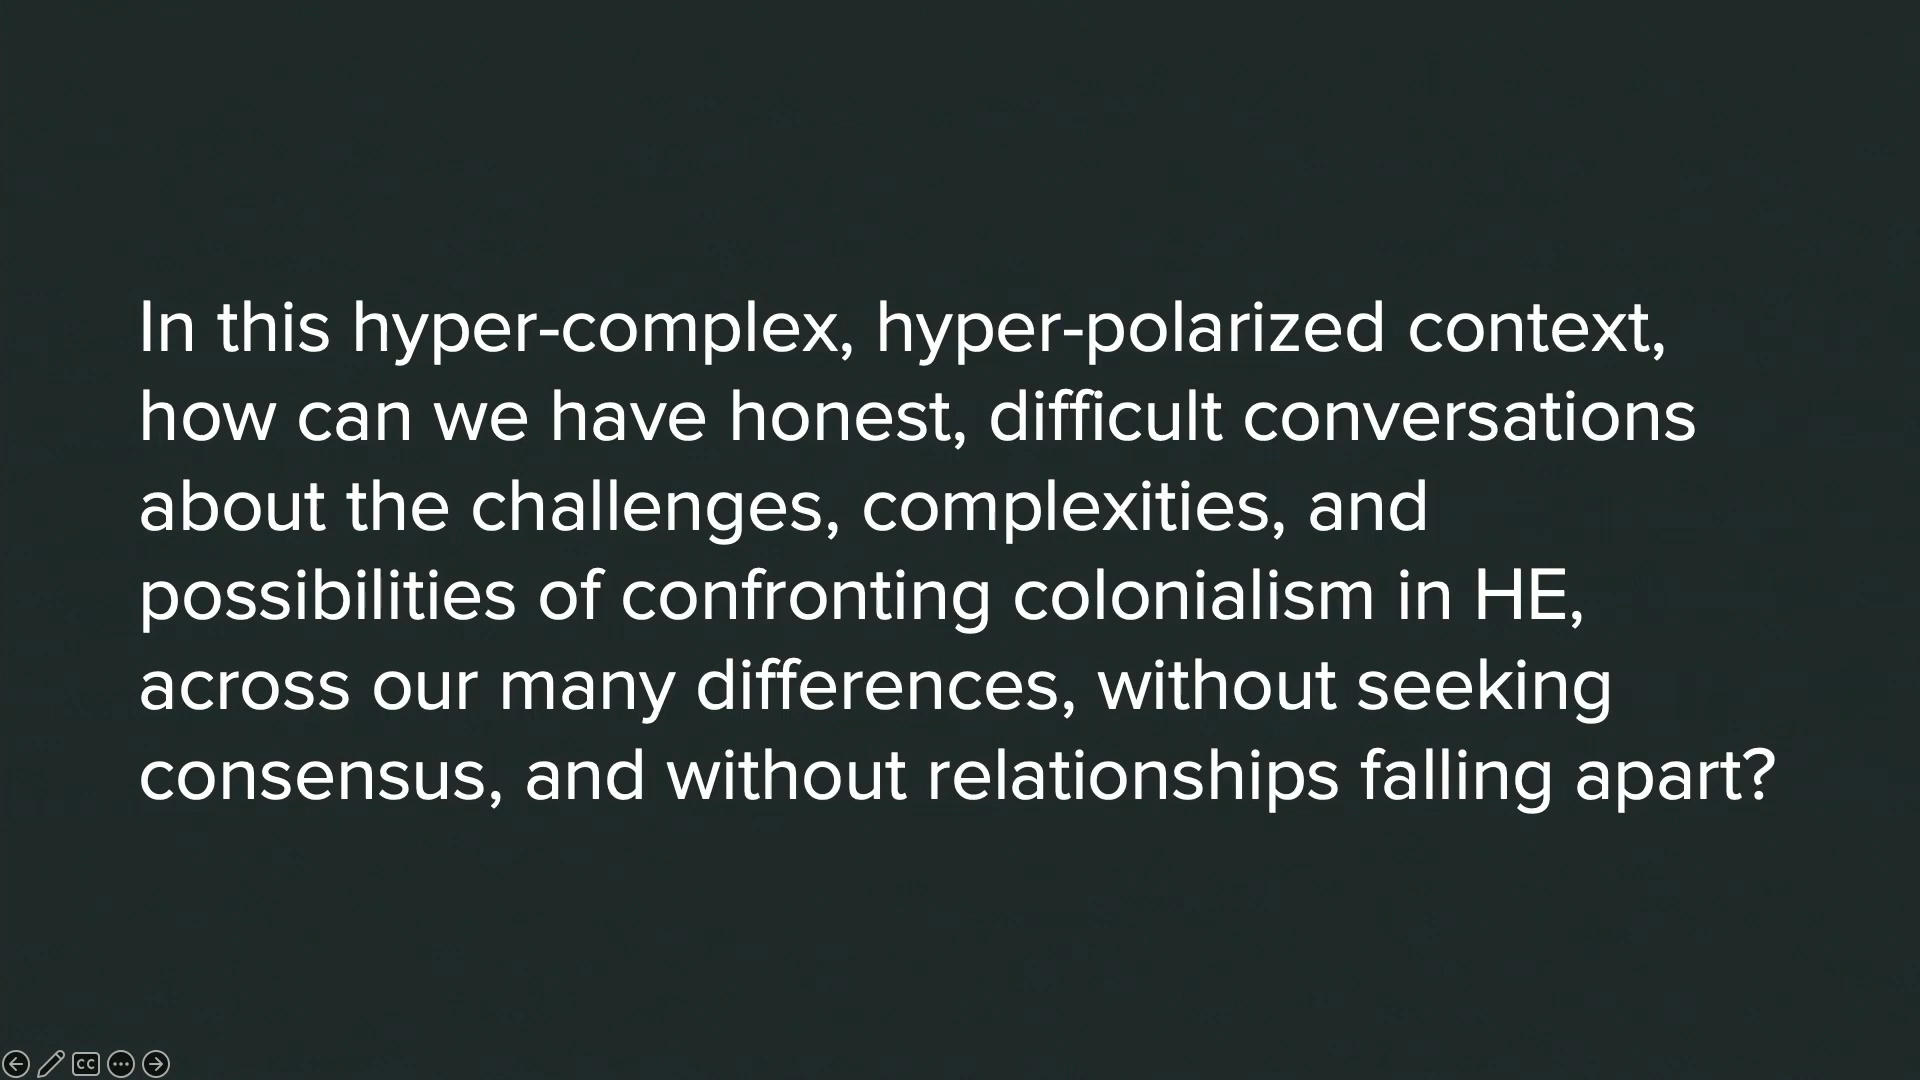 In this hyper-complex, hyper-polarized context,
how can we have honest, difficult conversations
about the challenges, complexities, and
possibilities of confronting colonialism in HE,
across our many differences, without seeking
consensus, and without relationships falling apart?
CC